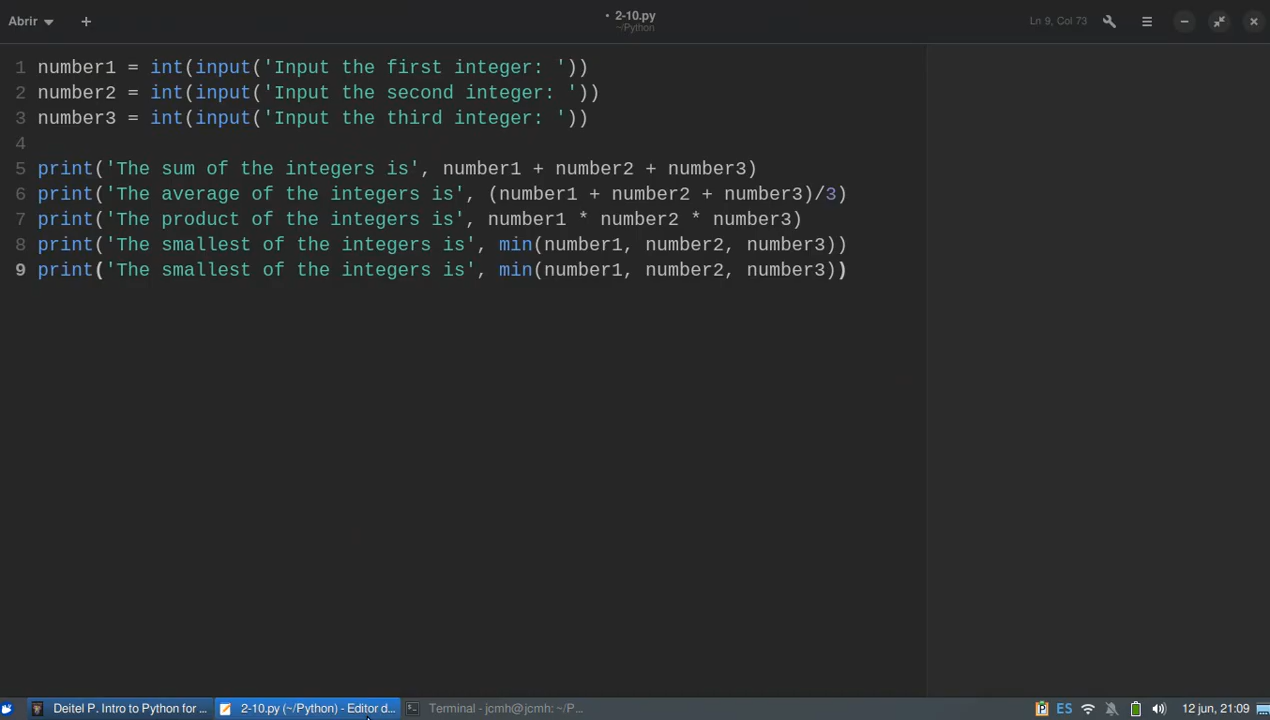 Abrir
• 2-10.py
~/Python
Ln 9, Col 73
1 number1 = int(input('Input the first integer: '))
2 number2 = int(input('Input the second integer: '))
3 number3 = int(input('Input the third integer: '))
4
5 print('The sum of the integers is', number1 + number2 + number3)
6 print('The average of the integers is', (number1 + number2 + number3)/3)
7 print('The product of the integers is', number1 * number2 * number3)
8 print('The smallest of the integers is', min(number1, number2, number3))
9 print('The smallest of the integers is', min(number1, number2, number3))
Deitel P. Intro to Python for ... 2-10.py (~/Python) - Editor d... Terminal - jcmh@jcmh: ~/P... ES 12 jun, 21:09